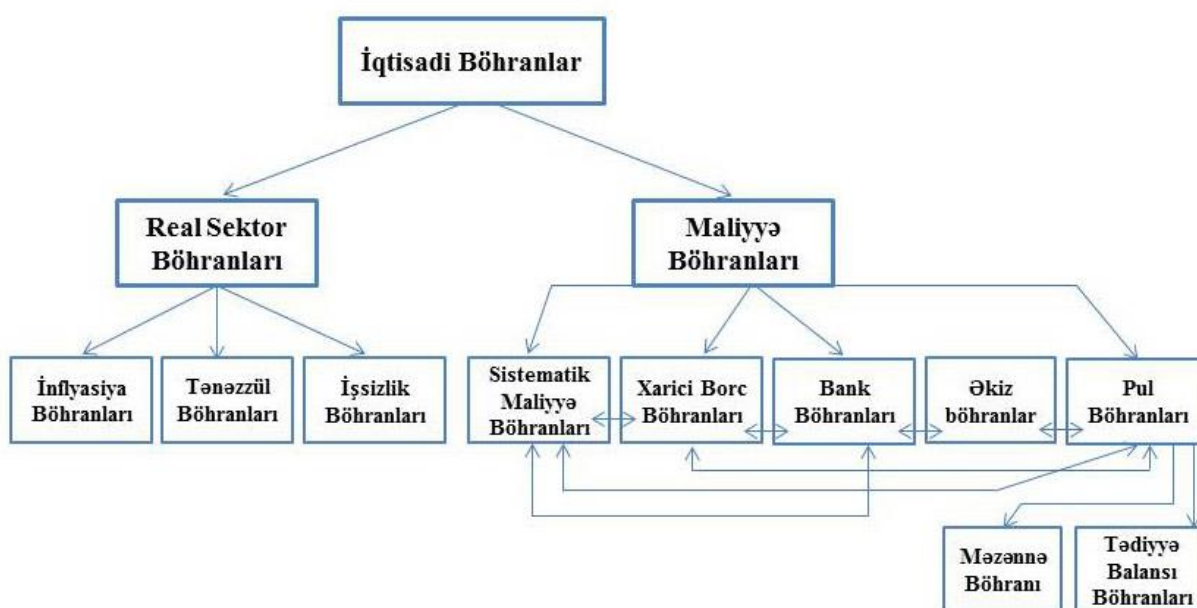 İqtisadi Böhranlar
Real Sektor
Böhranları
Maliyyə
Böhranları
İnflyasiya
Böhranları
Tənəzzül
Böhranları
İşsizlik
Böhranları
Sistematik
Maliyyə
Böhranları
Xarici Borc
Böhranları
Bank
Böhranları
Əkiz
böhranlar
Pul
Böhranları
Məzənnə
Böhranı
Tədiyyə
Balansı
Böhranları